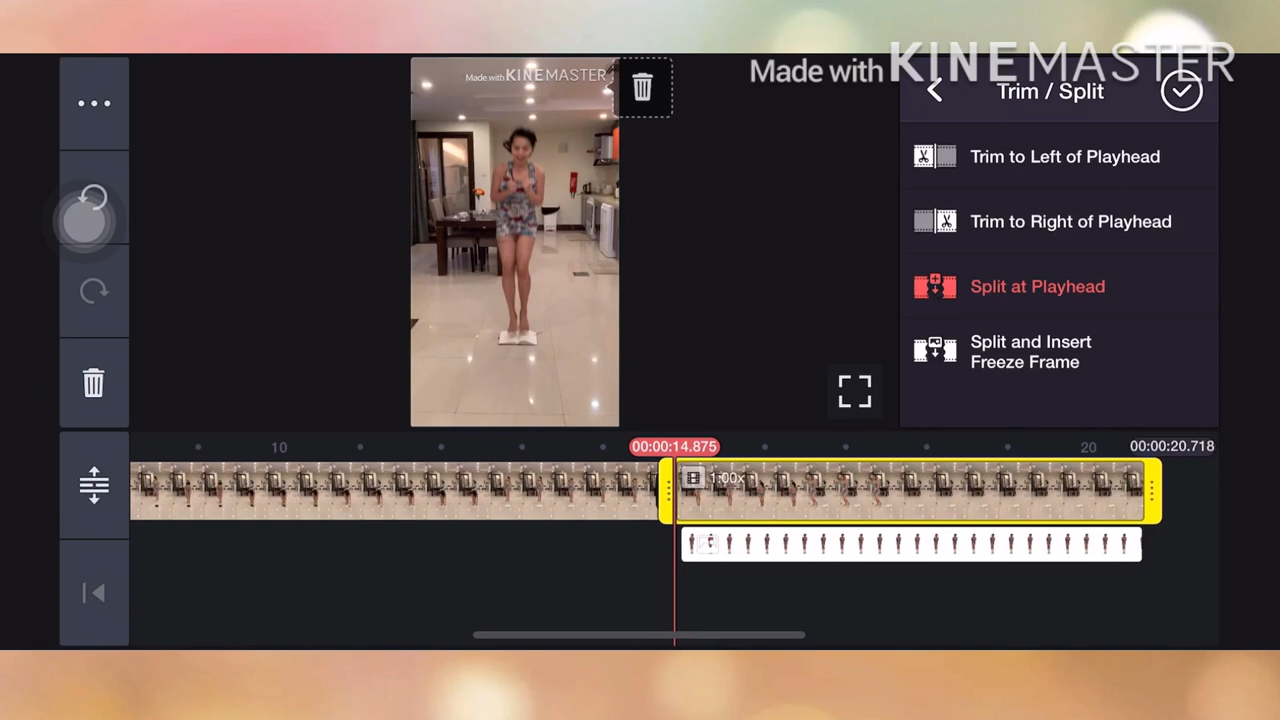 Made with KINEMASTER
Made with KINEMASTER
Trim / Split
Trim to Left of Playhead
Trim to Right of Playhead
Split at Playhead
Split and Insert
Freeze Frame
10
00:00:14.875
20
00:00:20.718
1.00x